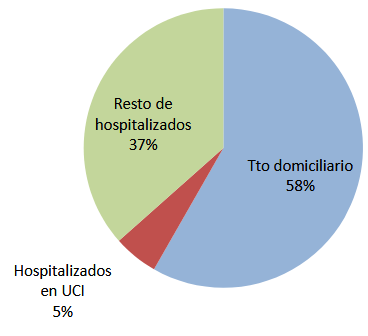 Resto de
hospitalizados
37%
Tto domiciliario
58%
Hospitalizados
en UCI
5%